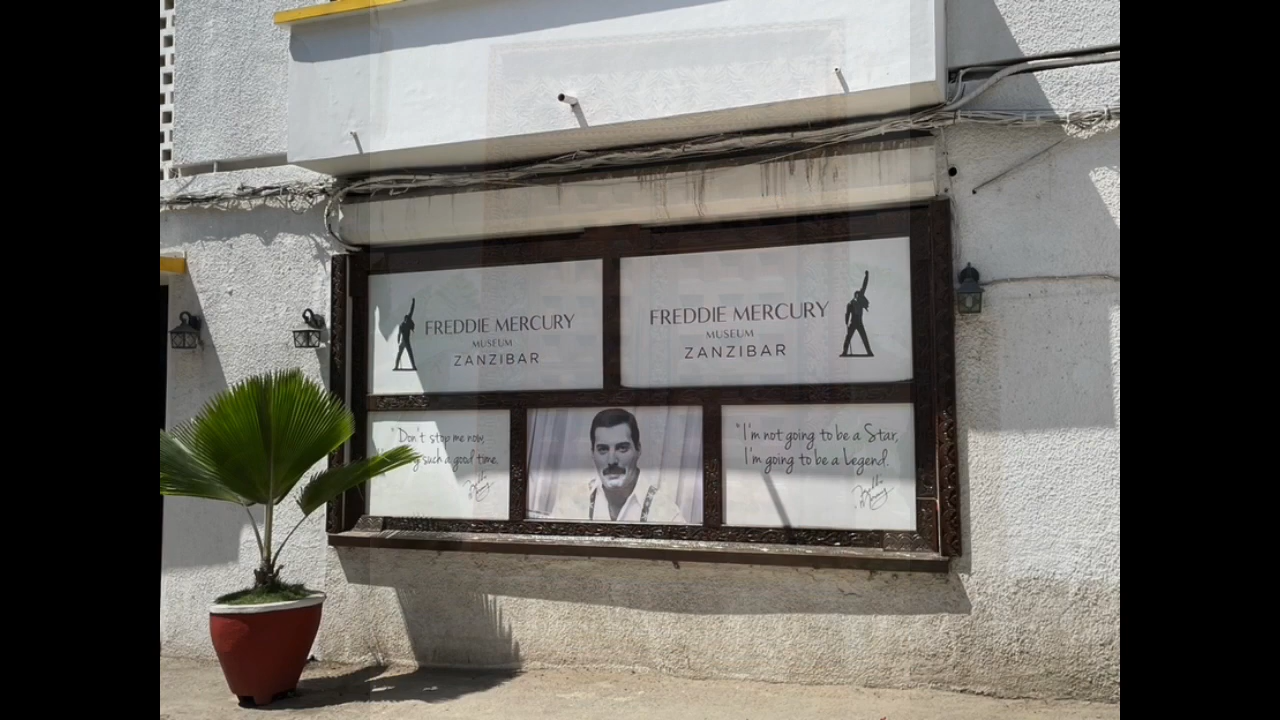 FREDDIE MERCURY
MUSEUM
ZANZIBAR
FREDDIE MERCURY
MUSEUM
ZANZIBAR
"Don't stop me now,
such a good time.
"I'm not going to be a Star,
I'm going to be a Legend.